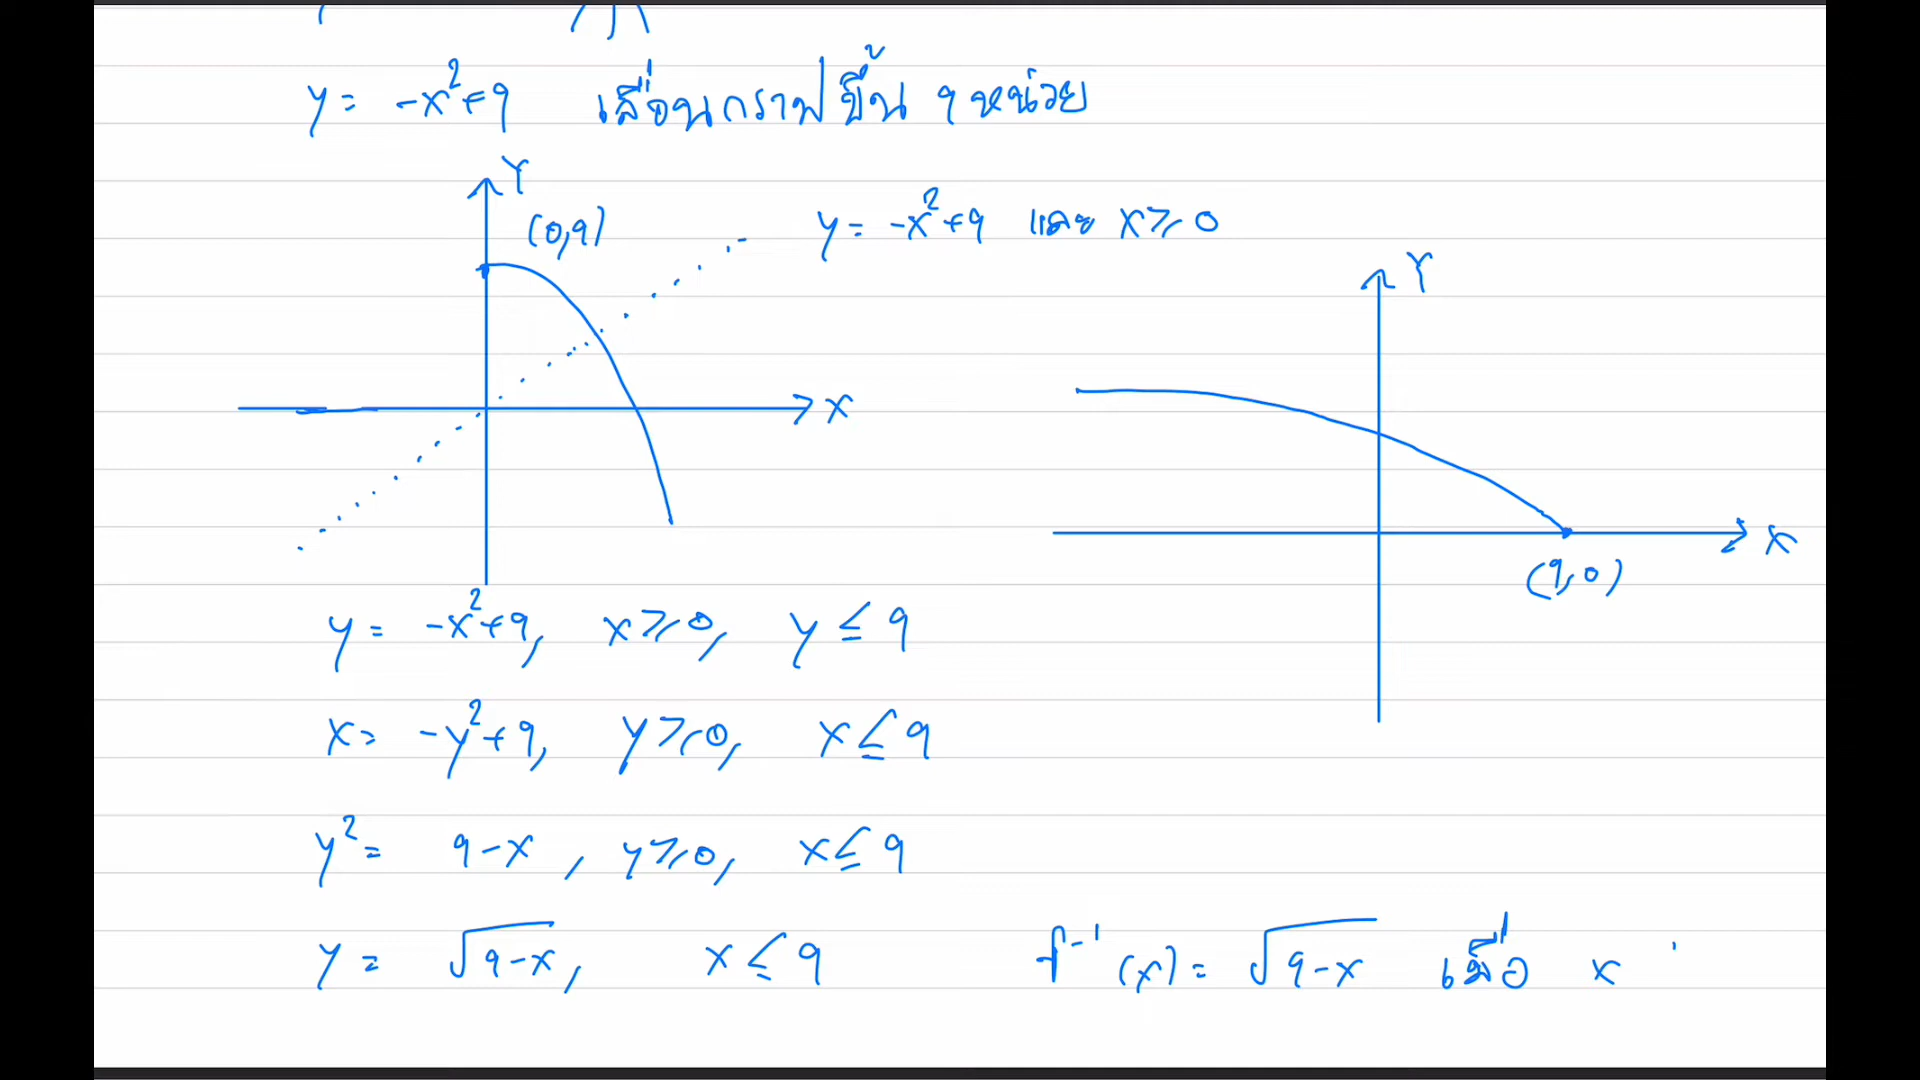 y = -x²+9 เลื่อนกราฟขึ้น 9 หน่วย
Y
(0,9)
y = -x²+9 และ x ≥ 0
X
Y
X
(9,0)
y = -x²+9, x ≥ 0, y ≤ 9
x = -y²+9, y ≥ 0, x ≤ 9
y² = 9-x, y ≥ 0, x ≤ 9
y = √9-x, x ≤ 9
f⁻¹(x) = √9-x เมื่อ x